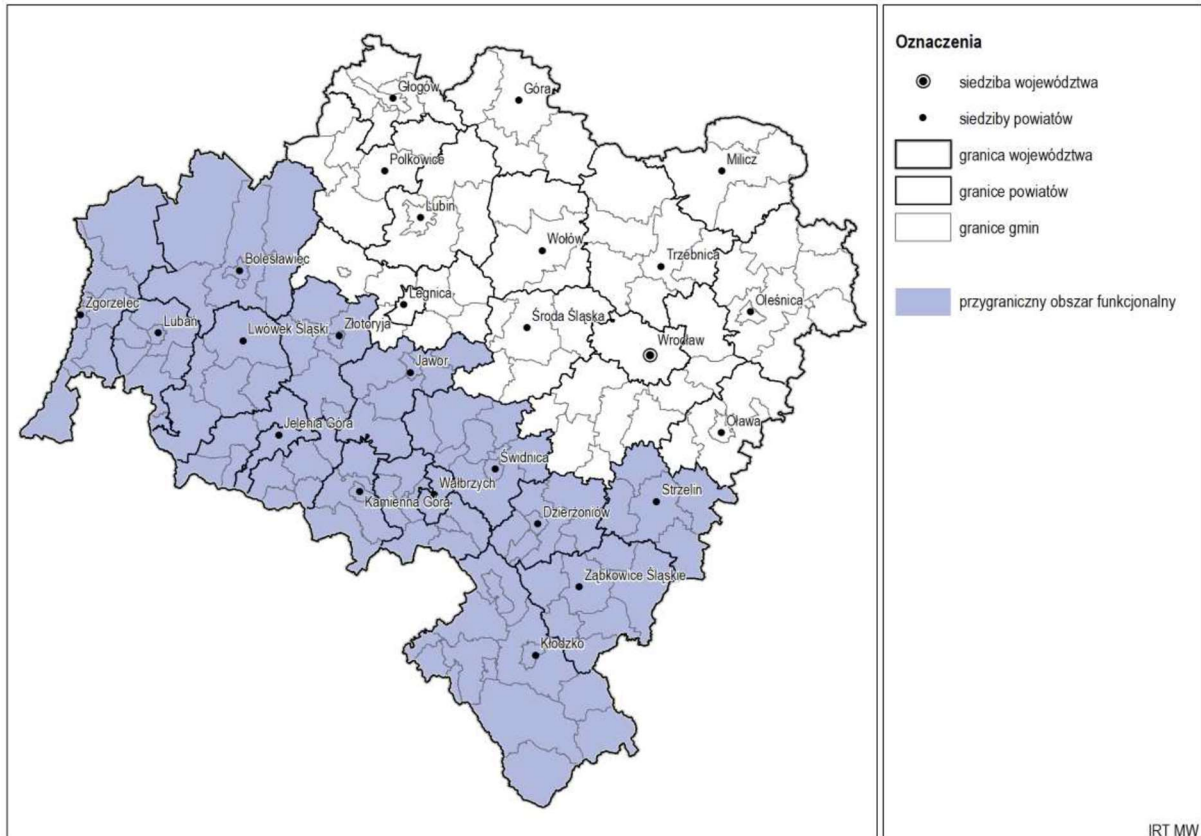 Głogów
Góra
Polkowice
Milicz
Lubin
Wołów
Trzebnica
Bolesławiec
Legnica
Oleśnica
Zgorzelec
Lubań
Lwówek Śląski
Złotoryja
Środa Śląska
Wrocław
Jawor
Jelenia Góra
Oława
Świdnica
Wałbrzych
Kamienna Góra
Strzelin
Dzierżoniów
Ząbkowice Śląskie
Kłodzko
Oznaczenia
siedziba województwa
siedziby powiatów
granica województwa
granice powiatów
granice gmin
przygraniczny obszar funkcjonalny
IRT MW